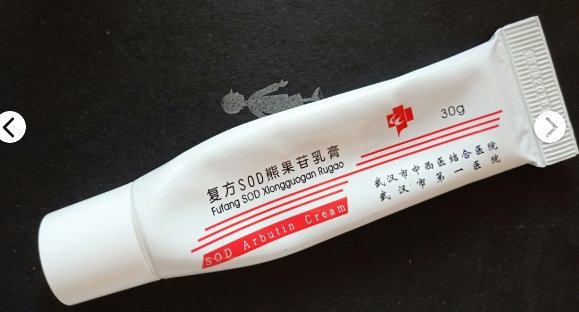 复方SOD熊果苷乳膏
Fufang SOD Xiongguogan Rugao
SOD Arbutin Cream
30g
武汉市中西医结合医院
武汉市第一医院